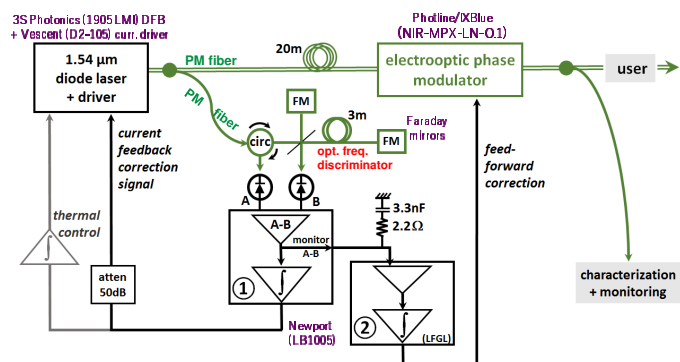 3S Photonics (1905 LMI) DFB
+ Vescent (D2-105) curr. driver
Photline/iXBlue
(NIR-MPX-LN-0.1)
1.54 µm
diode laser
+ driver
PM fiber
20m
electrooptic phase
modulator
user
PM fiber
FM
3m
circ
FM
Faraday
mirrors
opt. freq.
discriminator
current
feedback
correction
signal
feed-
forward
correction
A
B
thermal
control
∫
A-B
monitor
A-B
3.3nF
2.2Ω
atten
50dB
1
∫
2
∫
(LFGL)
characterization
+ monitoring
Newport
(LB1005)